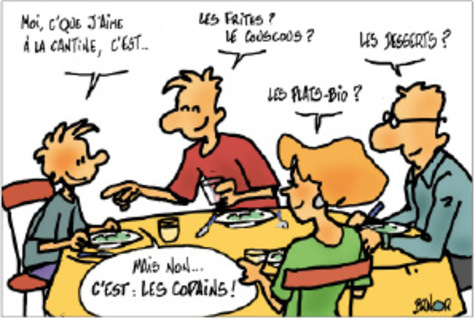 MOI, C'QUE J'AIME
À LA CANTINE, C'EST...
LES FRITES ?
LE COUSCOUS ?
LES DESSERTS ?
LES PLATS-BIO ?
MAIS NON...
C'EST : LES COPAINS !